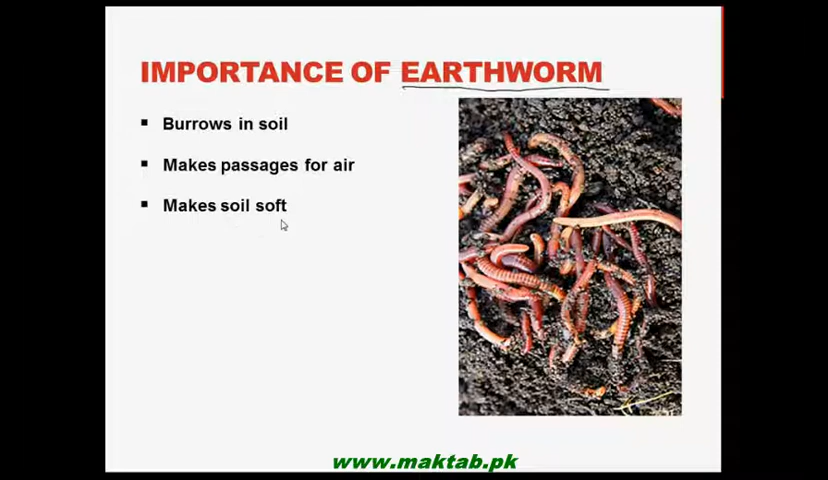 IMPORTANCE OF EARTHWORM
Burrows in soil
Makes passages for air
Makes soil soft
www.maktab.pk